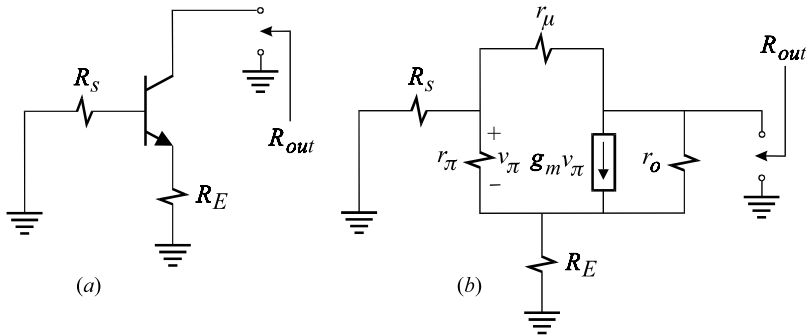 R_s
R_out
R_E
(a)
r_μ
R_s
R_out
+
r_π v_π g_m v_π r_o
−
R_E
(b)